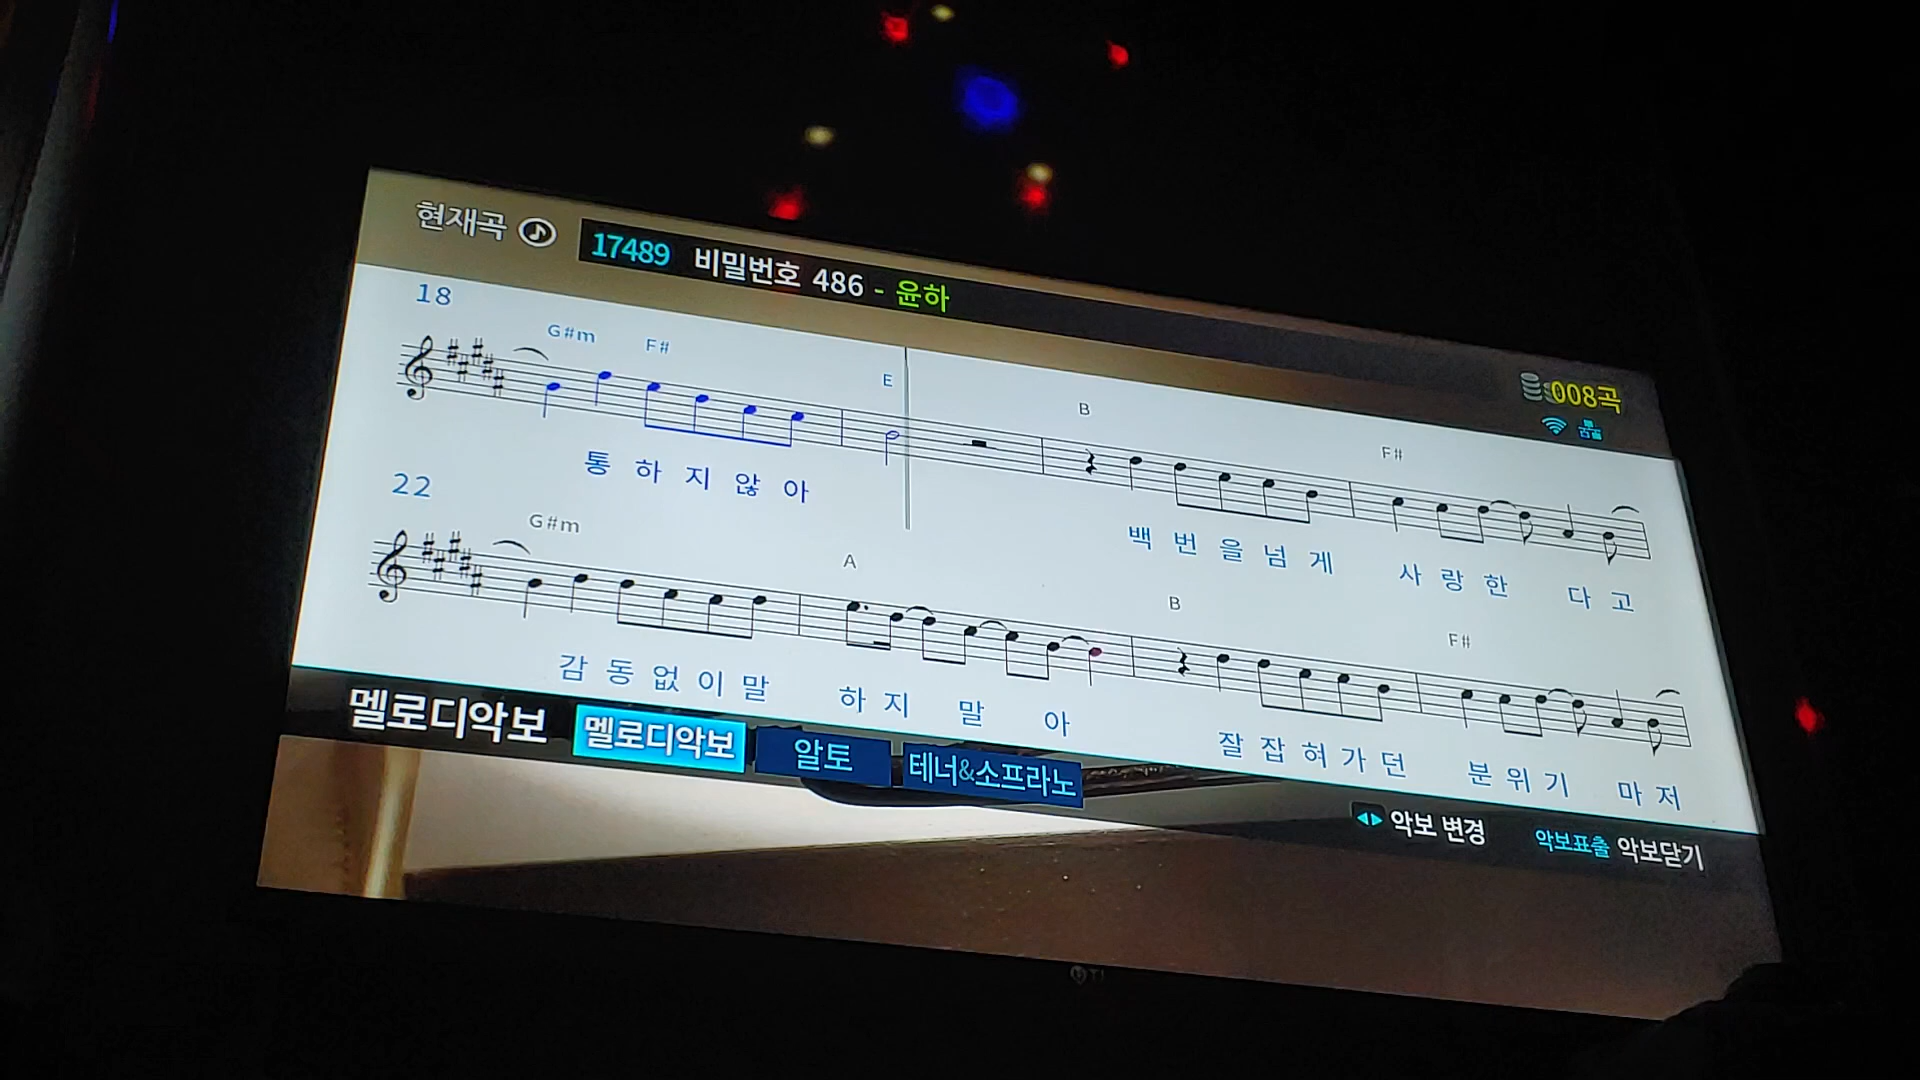 현재곡 17489 비밀번호 486 - 윤하
008곡
18
G#m F# E B F#
통 하 지 않 아 백 번 을 넘 게 사 랑 한 다 고
22
G#m A B F#
감 동 없 이 말 하 지 말 아 잘 잡 혀 가 던 분 위 기 마 저
멜로디악보 멜로디악보 알토 테너&소프라노
악보 변경 악보표출 악보닫기